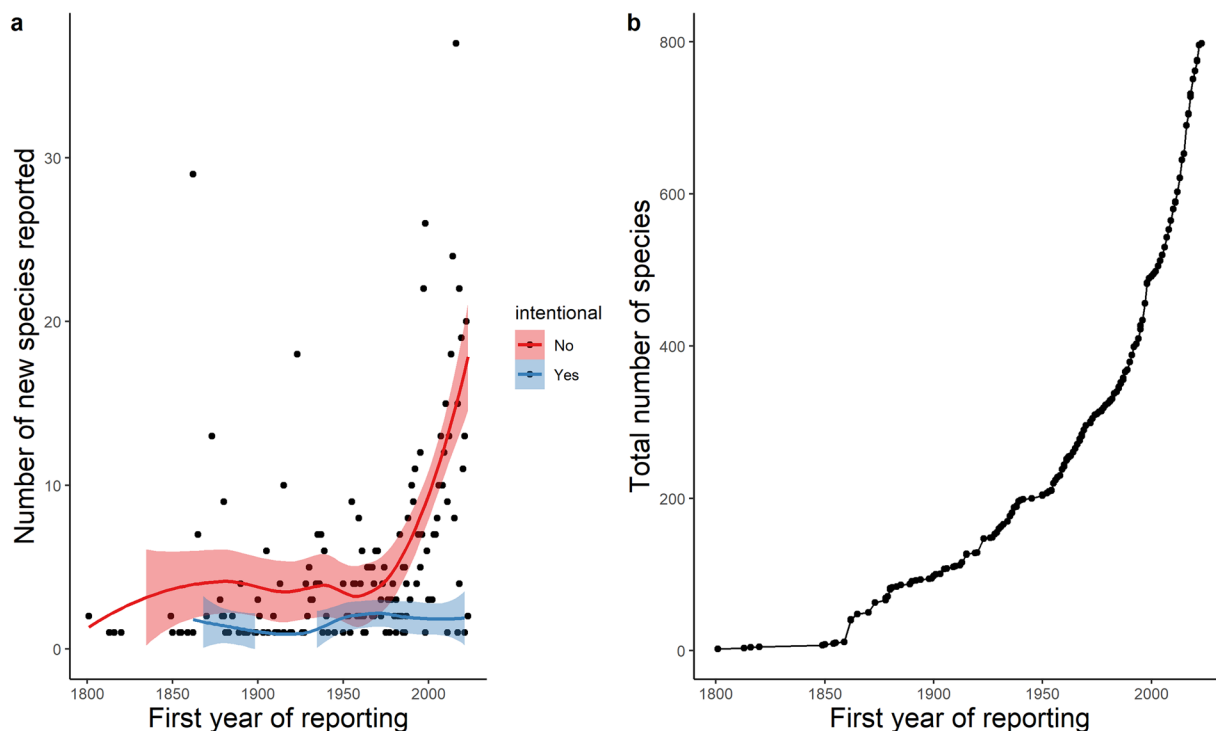 a
Number of new species reported
30
20
10
0
1800 1850 1900 1950 2000
First year of reporting
intentional
No
Yes
b
Total number of species
800
600
400
200
0
1800 1850 1900 1950 2000
First year of reporting